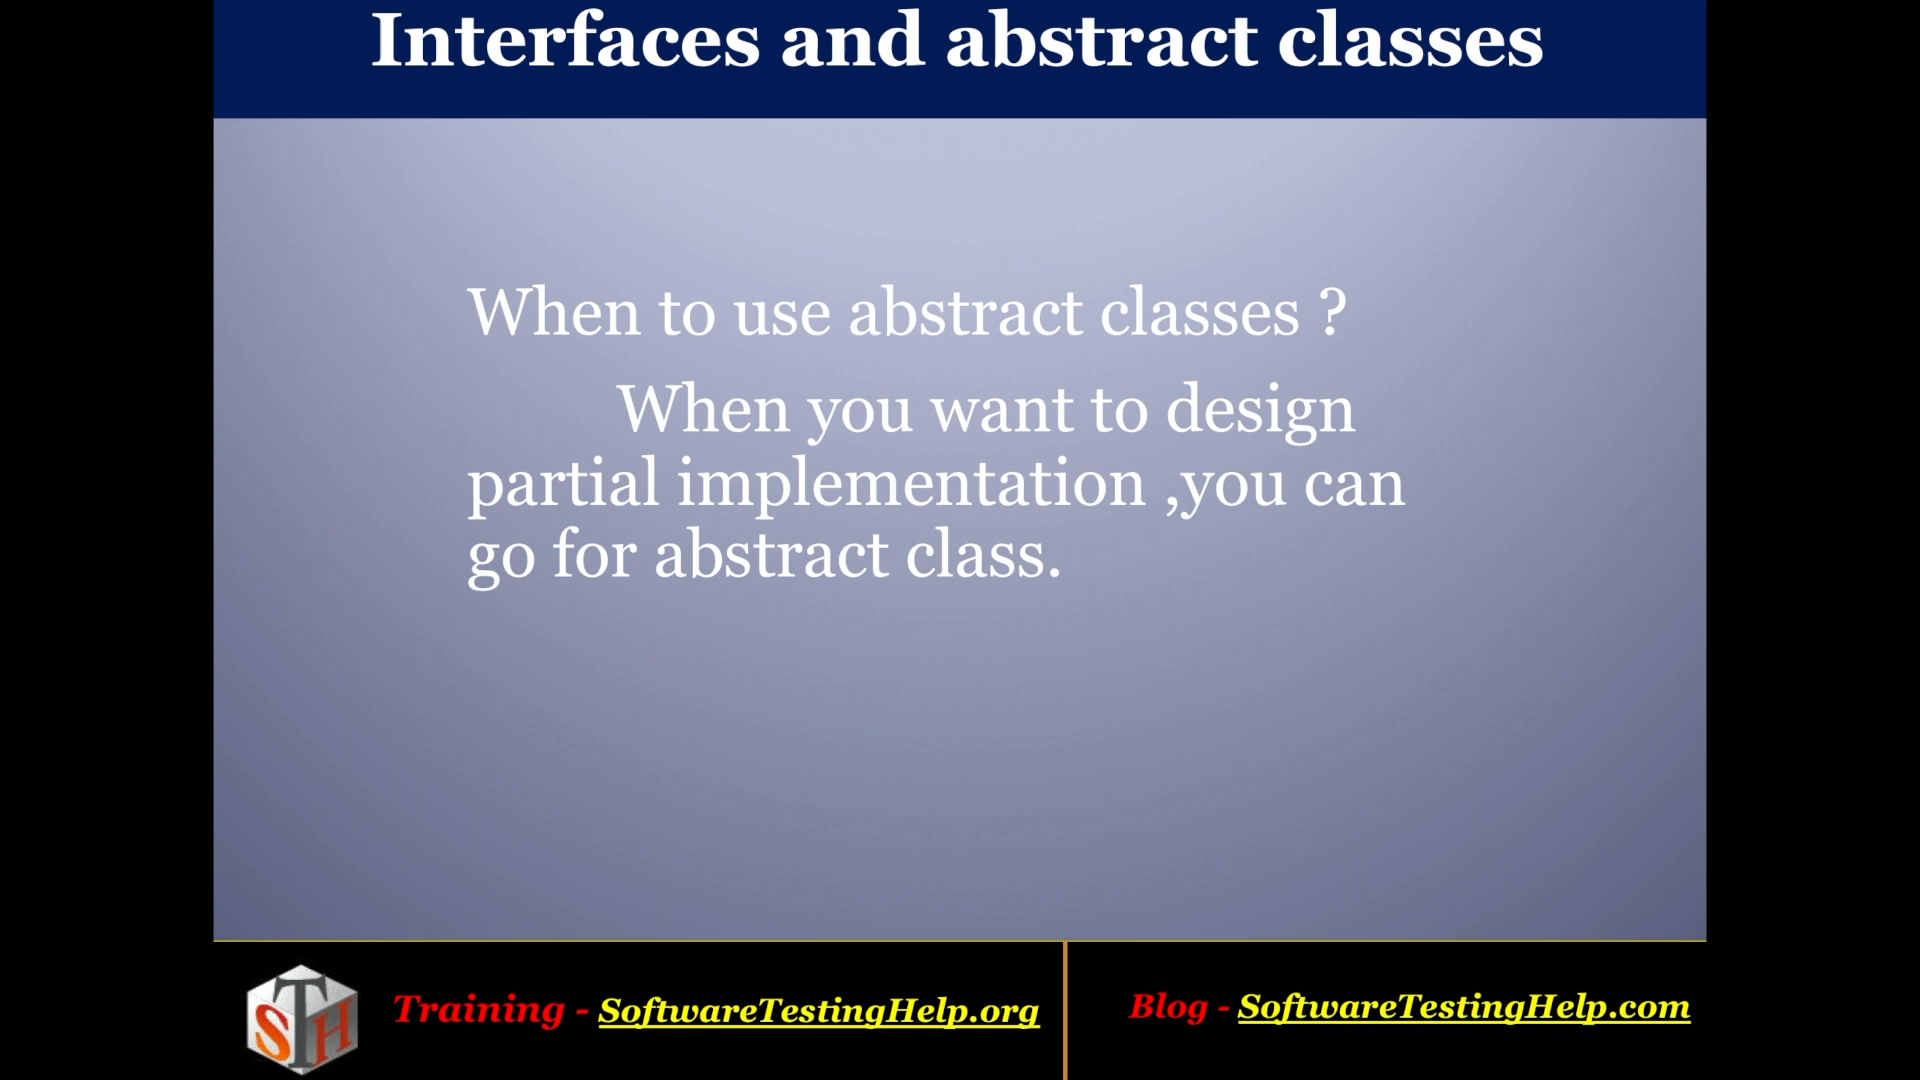 Interfaces and abstract classes
When to use abstract classes ?
When you want to design
partial implementation ,you can
go for abstract class.
STH
Training - SoftwareTestingHelp.org
Blog - SoftwareTestingHelp.com